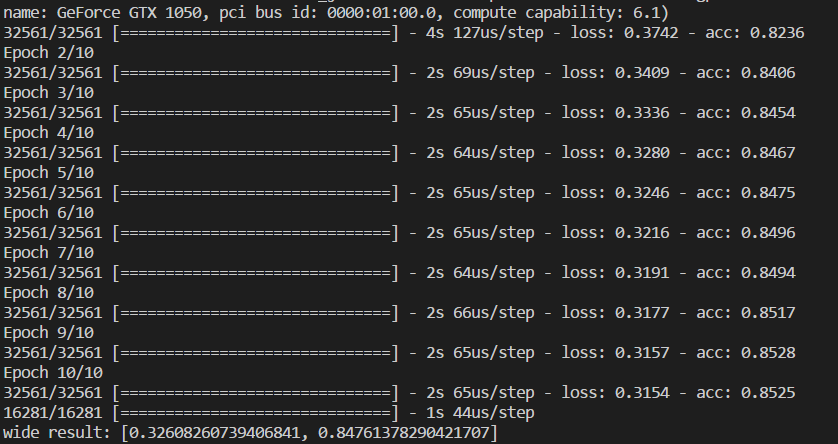 name: GeForce GTX 1050, pci bus id: 0000:01:00.0, compute capability: 6.1)
32561/32561 [==============================] - 4s 127us/step - loss: 0.3742 - acc: 0.8236
Epoch 2/10
32561/32561 [==============================] - 2s 69us/step - loss: 0.3409 - acc: 0.8406
Epoch 3/10
32561/32561 [==============================] - 2s 65us/step - loss: 0.3336 - acc: 0.8454
Epoch 4/10
32561/32561 [==============================] - 2s 64us/step - loss: 0.3280 - acc: 0.8467
Epoch 5/10
32561/32561 [==============================] - 2s 65us/step - loss: 0.3246 - acc: 0.8475
Epoch 6/10
32561/32561 [==============================] - 2s 65us/step - loss: 0.3216 - acc: 0.8496
Epoch 7/10
32561/32561 [==============================] - 2s 64us/step - loss: 0.3191 - acc: 0.8494
Epoch 8/10
32561/32561 [==============================] - 2s 66us/step - loss: 0.3177 - acc: 0.8517
Epoch 9/10
32561/32561 [==============================] - 2s 65us/step - loss: 0.3157 - acc: 0.8528
Epoch 10/10
32561/32561 [==============================] - 2s 65us/step - loss: 0.3154 - acc: 0.8525
16281/16281 [==============================] - 1s 44us/step
wide result: [0.32608260739406841, 0.84761378290421707]